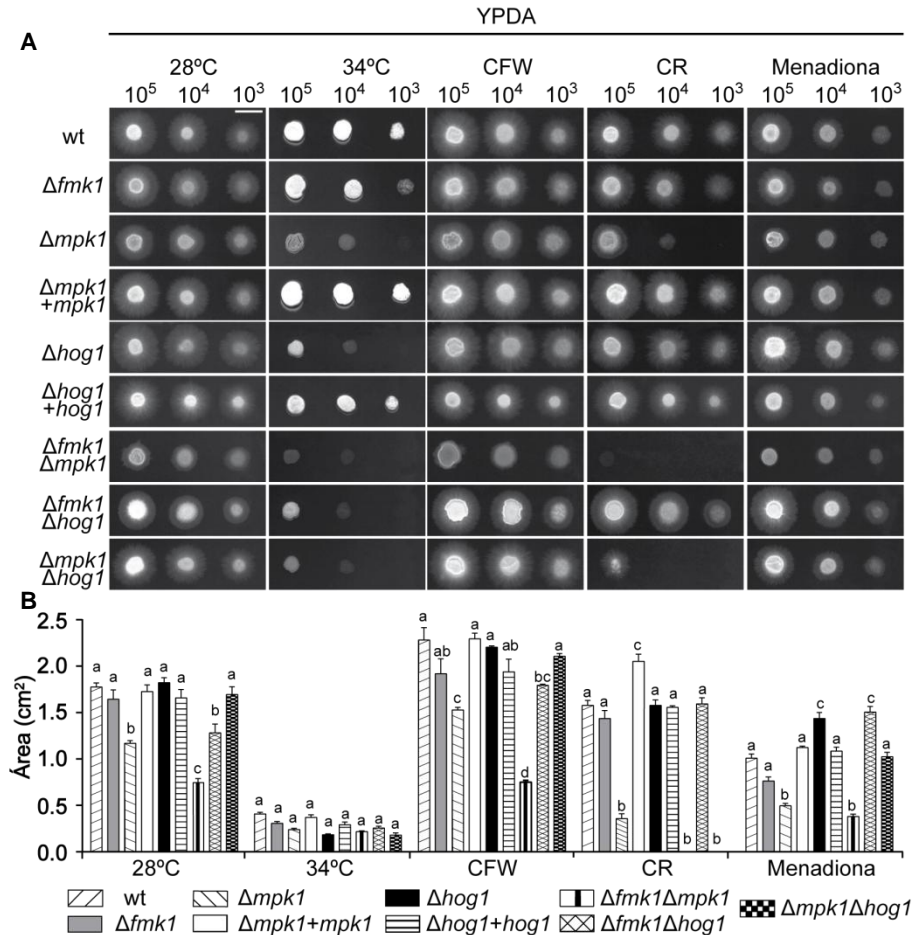 YPDA
A
28ºC 34ºC CFW CR Menadiona
10⁵ 10⁴ 10³ 10⁵ 10⁴ 10³ 10⁵ 10⁴ 10³ 10⁵ 10⁴ 10³ 10⁵ 10⁴ 10³
wt
Δfmk1
Δmpk1
Δmpk1
+mpk1
Δhog1
Δhog1
+hog1
Δfmk1
Δmpk1
Δfmk1
Δhog1
Δmpk1
Δhog1
B
Área (cm²)
2.5
2.0
1.5
1.0
0.5
0.0
a a b a a a c b a
a a a a a a a a a
a ab c a a ab d bc a
a a b c a a b a b
a a b a c a b c a
28ºC 34ºC CFW CR Menadiona
wt Δmpk1 Δhog1 Δfmk1Δmpk1 Δmpk1Δhog1
Δfmk1 Δmpk1+mpk1 Δhog1+hog1 Δfmk1Δhog1